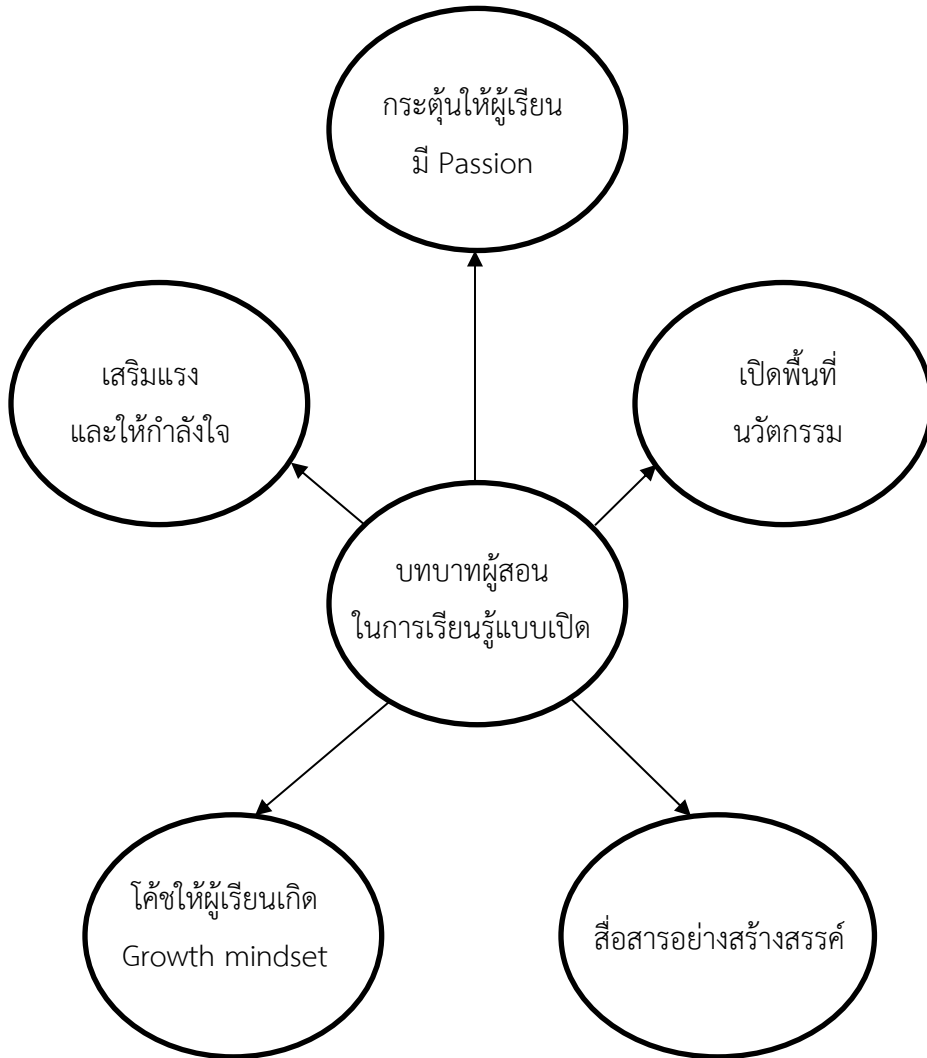 กระตุ้นให้ผู้เรียน
มี Passion
เสริมแรง
และให้กำลังใจ
เปิดพื้นที่
นวัตกรรม
บทบาทผู้สอน
ในการเรียนรู้แบบเปิด
โค้ชให้ผู้เรียนเกิด
Growth mindset
สื่อสารอย่างสร้างสรรค์